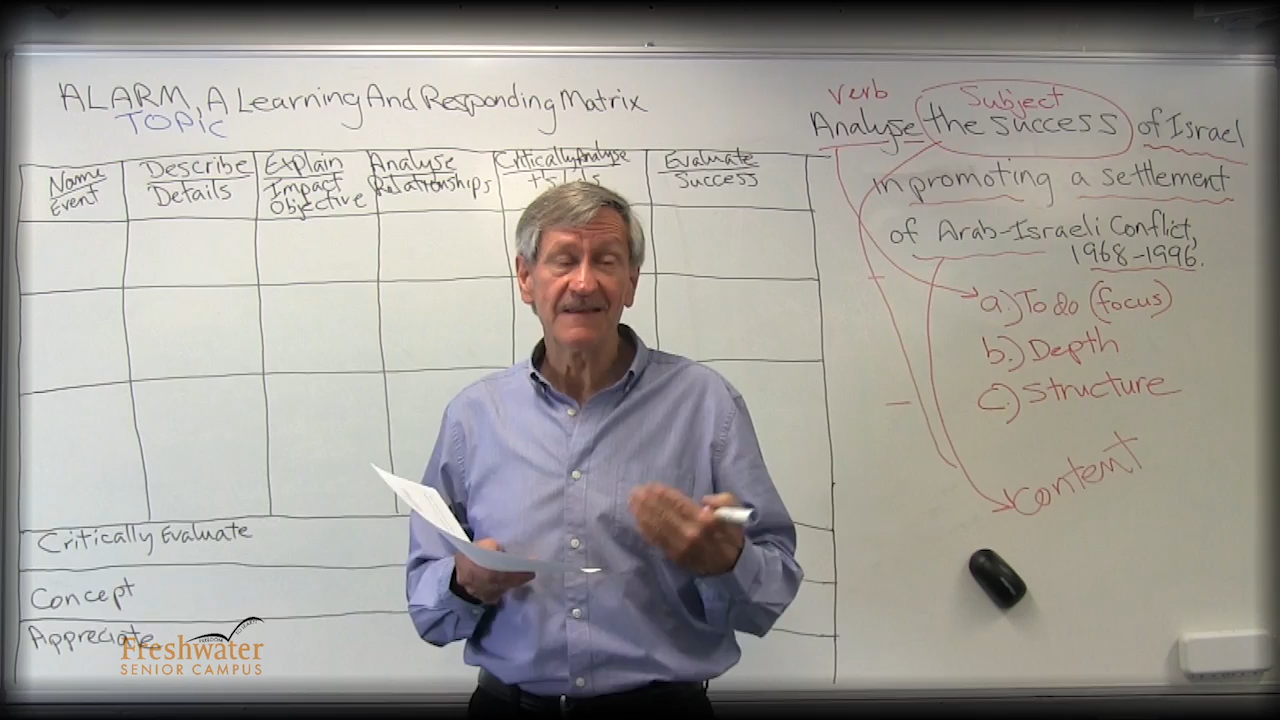 ALARM, A Learning And Responding Matrix
TOPIC
Name
Event
Describe
Details
Explain
Impact
Objective
Analyse
Relationships
Critically Analyse
Evaluate
Success
Critically Evaluate
Concept
Appreciate
verb
Subject
Analyse the success of Israel
in promoting a settlement
of Arab-Israeli Conflict,
1968-1996.
a.) To do (focus)
b.) Depth
c.) Structure
content
Freshwater
SENIOR CAMPUS